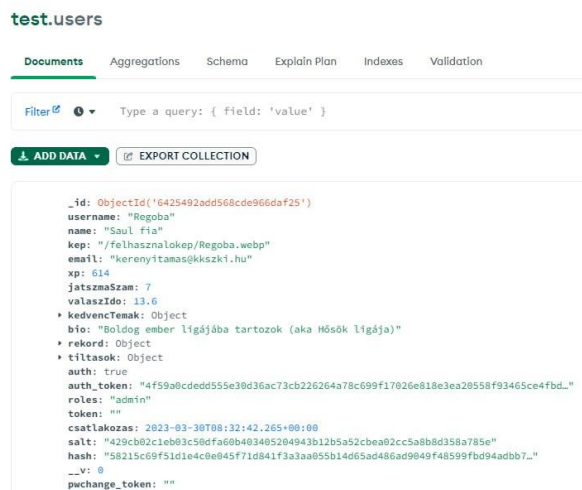 test.users
Documents Aggregations Schema Explain Plan Indexes Validation
Filter Type a query: { field: 'value' }
ADD DATA EXPORT COLLECTION
_id: ObjectId('6425492add568cde966daf25')
username: "Regoba"
name: "Saul fia"
kep: "/felhasznalokep/Regoba.webp"
email: "kerenyitamas@kkszki.hu"
xp: 614
jatszmaSzam: 7
valaszIdo: 13.6
kedvencTemak: Object
bio: "Boldog ember ligájába tartozok (aka Hősök ligája)"
rekord: Object
tiltasok: Object
auth: true
auth_token: "4f59a0cdedd555e30d36ac73cb226264a78c699f17026e818e3ea20558f93465ce4fbd…"
roles: "admin"
token: ""
csatlakozas: 2023-03-30T08:32:42.265+00:00
salt: "429cb02c1eb03c50dfa60b403405204943b12b5a52cbea02cc5a8b8d358a785e"
hash: "58215c69f51d1e4c0e045f71d841f3a3aa055b14d65ad486ad9049f48599fbd94adbb7…"
__v: 0
pwchange_token: ""